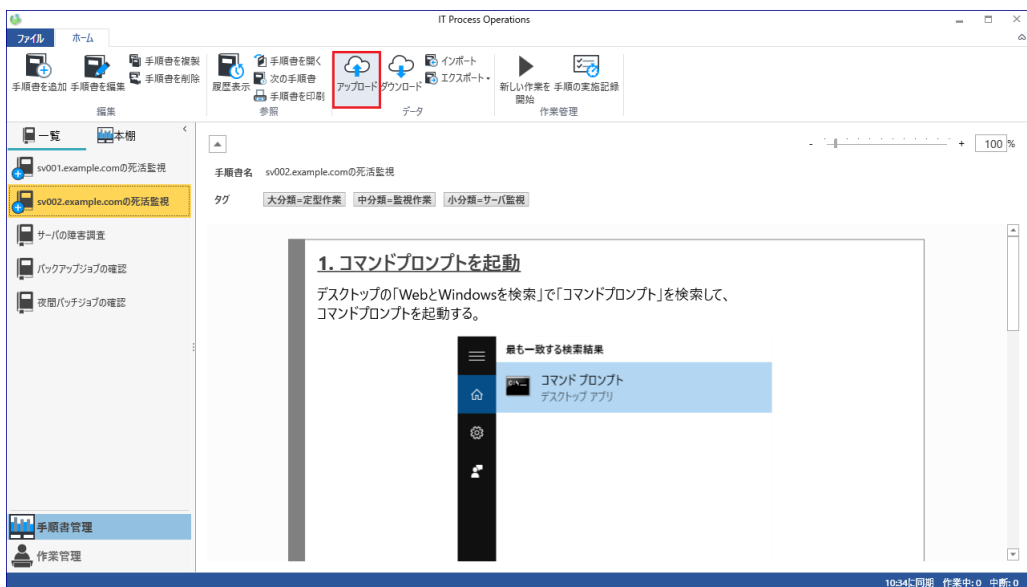 IT Process Operations
ファイル
ホーム
手順書を追加
手順書を編集
手順書を複製
手順書を削除
編集
履歴表示
手順書を開く
次の手順書
手順書を印刷
参照
アップロード
ダウンロード
インポート
エクスポート
データ
新しい作業を
開始
手順の実施記録
作業管理
一覧
本棚
- + 100 %
sv001.example.comの死活監視
sv002.example.comの死活監視
サーバの障害調査
バックアップジョブの確認
夜間バッチジョブの確認
手順書名 sv002.example.comの死活監視
タグ 大分類=定型作業 中分類=監視作業 小分類=サーバ監視
1. コマンドプロンプトを起動
デスクトップの「WebとWindowsを検索」で「コマンドプロンプト」を検索して、
コマンドプロンプトを起動する。
最も一致する検索結果
コマンド プロンプト
デスクトップ アプリ
手順書管理
作業管理
10:34に同期 作業中: 0 中断: 0